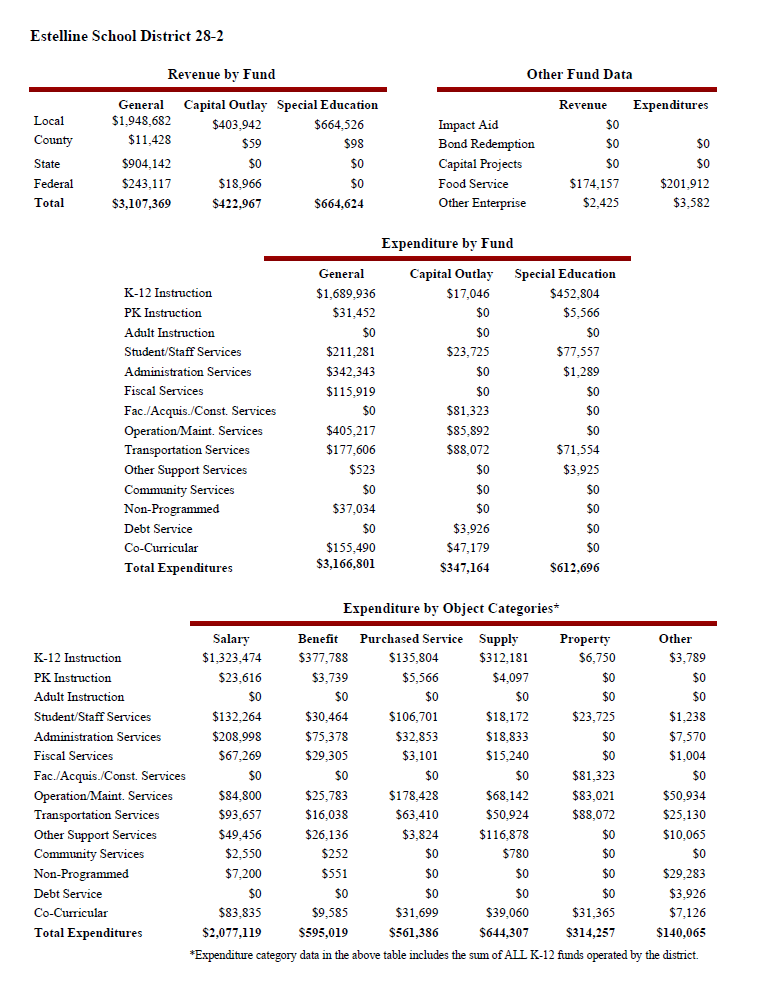 Estelline School District 28-2
Revenue by Fund
General Capital Outlay Special Education
Local $1,948,682 $403,942 $664,526
County $11,428 $59 $98
State $904,142 $0 $0
Federal $243,117 $18,966 $0
Total $3,107,369 $422,967 $664,624
Other Fund Data
Revenue Expenditures
Impact Aid $0
Bond Redemption $0 $0
Capital Projects $0 $0
Food Service $174,157 $201,912
Other Enterprise $2,425 $3,582
Expenditure by Fund
General Capital Outlay Special Education
K-12 Instruction $1,689,936 $17,046 $452,804
PK Instruction $31,452 $0 $5,566
Adult Instruction $0 $0 $0
Student/Staff Services $211,281 $23,725 $77,557
Administration Services $342,343 $0 $1,289
Fiscal Services $115,919 $0 $0
Fac./Acquis./Const. Services $0 $81,323 $0
Operation/Maint. Services $405,217 $85,892 $0
Transportation Services $177,606 $88,072 $71,554
Other Support Services $523 $0 $3,925
Community Services $0 $0 $0
Non-Programmed $37,034 $0 $0
Debt Service $0 $3,926 $0
Co-Curricular $155,490 $47,179 $0
Total Expenditures $3,166,801 $347,164 $612,696
Expenditure by Object Categories*
Salary Benefit Purchased Service Supply Property Other
K-12 Instruction $1,323,474 $377,788 $135,804 $312,181 $6,750 $3,789
PK Instruction $23,616 $3,739 $5,566 $4,097 $0 $0
Adult Instruction $0 $0 $0 $0 $0 $0
Student/Staff Services $132,264 $30,464 $106,701 $18,172 $23,725 $1,238
Administration Services $208,998 $75,378 $32,853 $18,833 $0 $7,570
Fiscal Services $67,269 $29,305 $3,101 $15,240 $0 $1,004
Fac./Acquis./Const. Services $0 $0 $0 $0 $81,323 $0
Operation/Maint. Services $84,800 $25,783 $178,428 $68,142 $83,021 $50,934
Transportation Services $93,657 $16,038 $63,410 $50,924 $88,072 $25,130
Other Support Services $49,456 $26,136 $3,824 $116,878 $0 $10,065
Community Services $2,550 $252 $0 $780 $0 $0
Non-Programmed $7,200 $551 $0 $0 $0 $29,283
Debt Service $0 $0 $0 $0 $0 $3,926
Co-Curricular $83,835 $9,585 $31,699 $39,060 $31,365 $7,126
Total Expenditures $2,077,119 $595,019 $561,386 $644,307 $314,257 $140,065
*Expenditure category data in the above table includes the sum of ALL K-12 funds operated by the district.